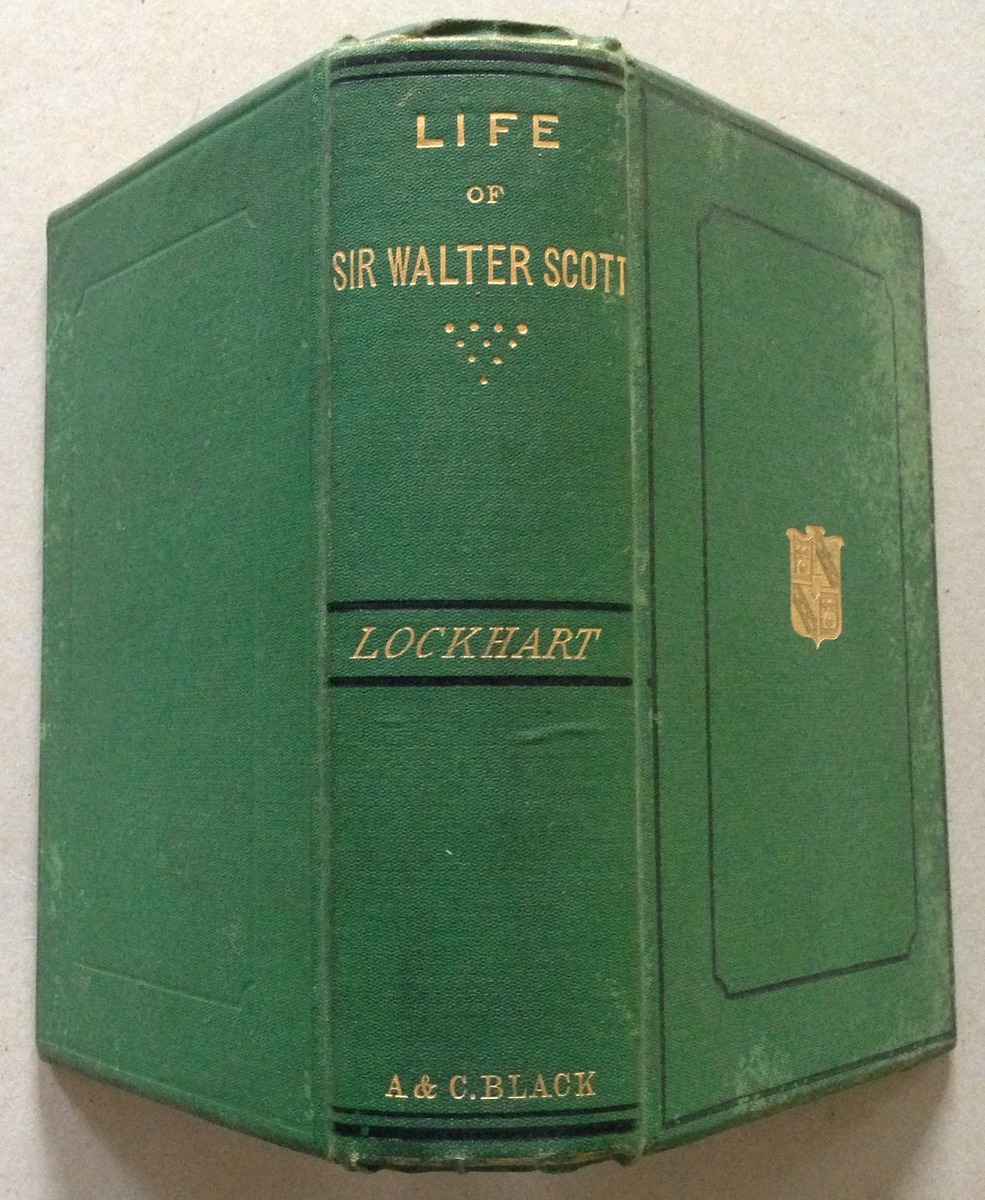 LIFE
OF
SIR WALTER SCOTT
LOCKHART
A & C. BLACK